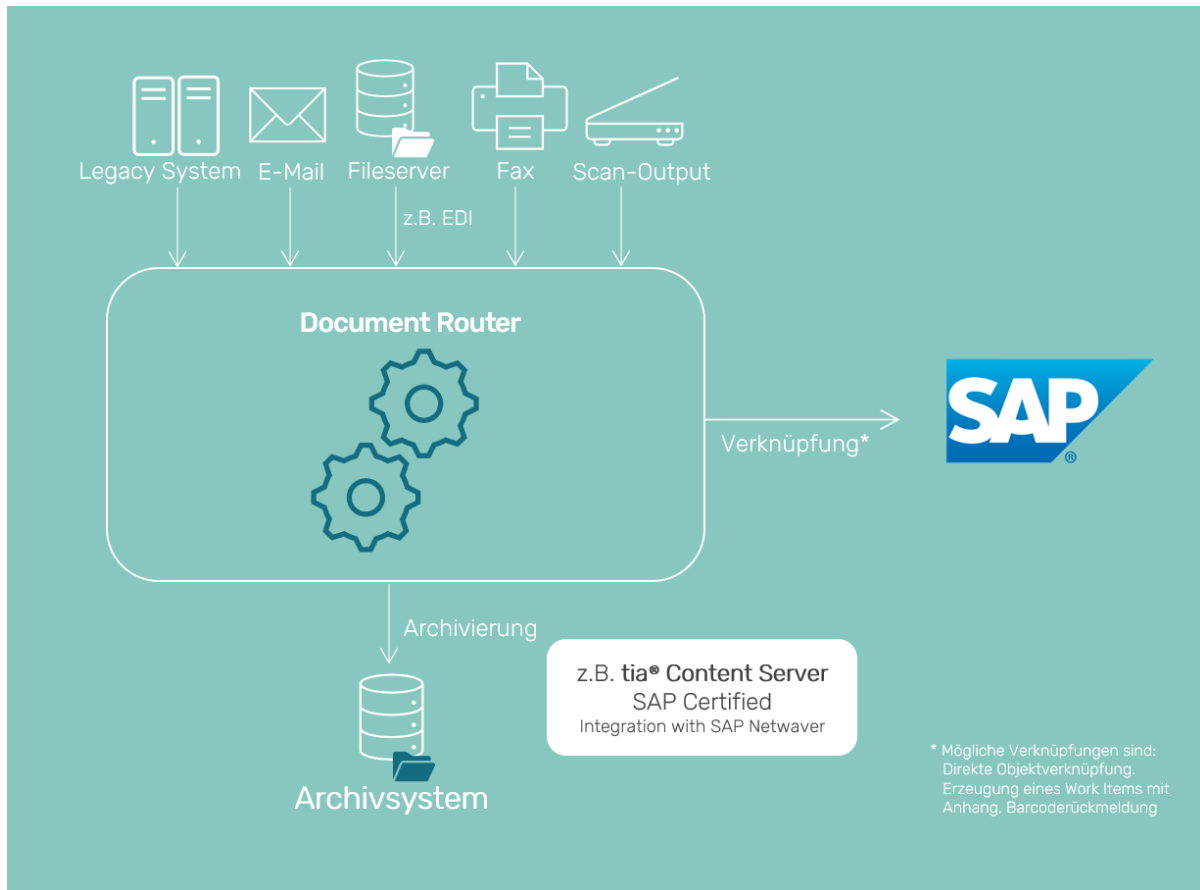 Legacy System
E-Mail
Fileserver
Fax
Scan-Output
z.B. EDI
Document Router
SAP
®
Verknüpfung*
Archivierung
z.B. tia® Content Server
SAP Certified
Integration with SAP Netwaver
Archivsystem
* Mögliche Verknüpfungen sind:
Direkte Objektverknüpfung.
Erzeugung eines Work Items mit
Anhang, Barcoderückmeldung